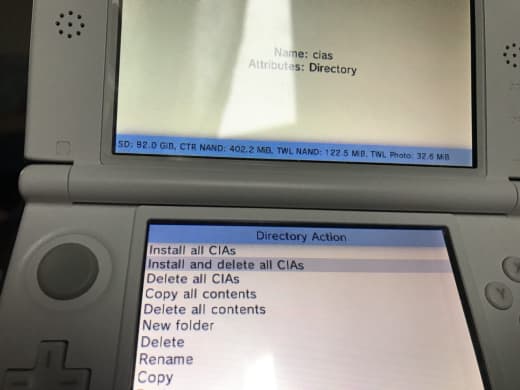 Name: cias
Attributes: Directory
SD: 92.0 GiB, CTR NAND: 402.2 MiB, TWL NAND: 122.5 MiB, TWL Photo: 32.6 MiB
Directory Action
Install all CIAs
Install and delete all CIAs
Delete all CIAs
Copy all contents
Delete all contents
New folder
Delete
Rename
Copy
Y